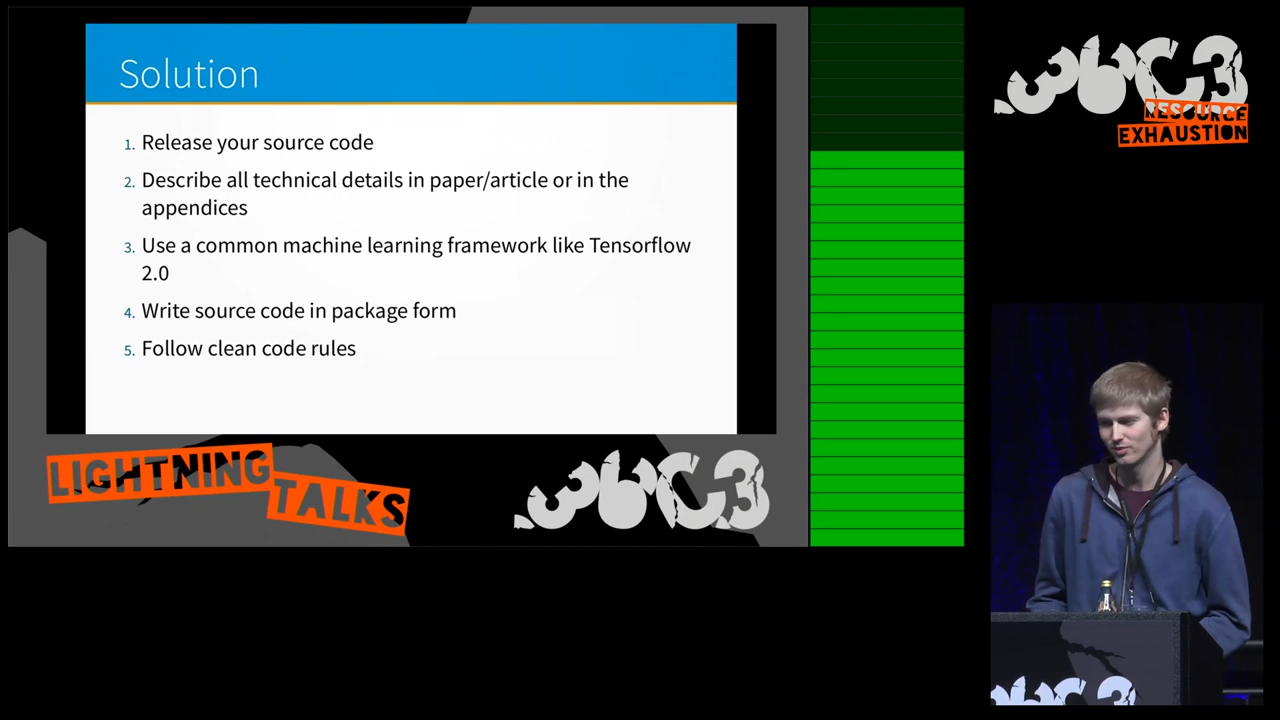 Solution
1. Release your source code
2. Describe all technical details in paper/article or in the
appendices
3. Use a common machine learning framework like Tensorflow
2.0
4. Write source code in package form
5. Follow clean code rules
LIGHTNING
TALKS
.36C3
.36C3
RESOURCE
EXHAUSTION
36C3